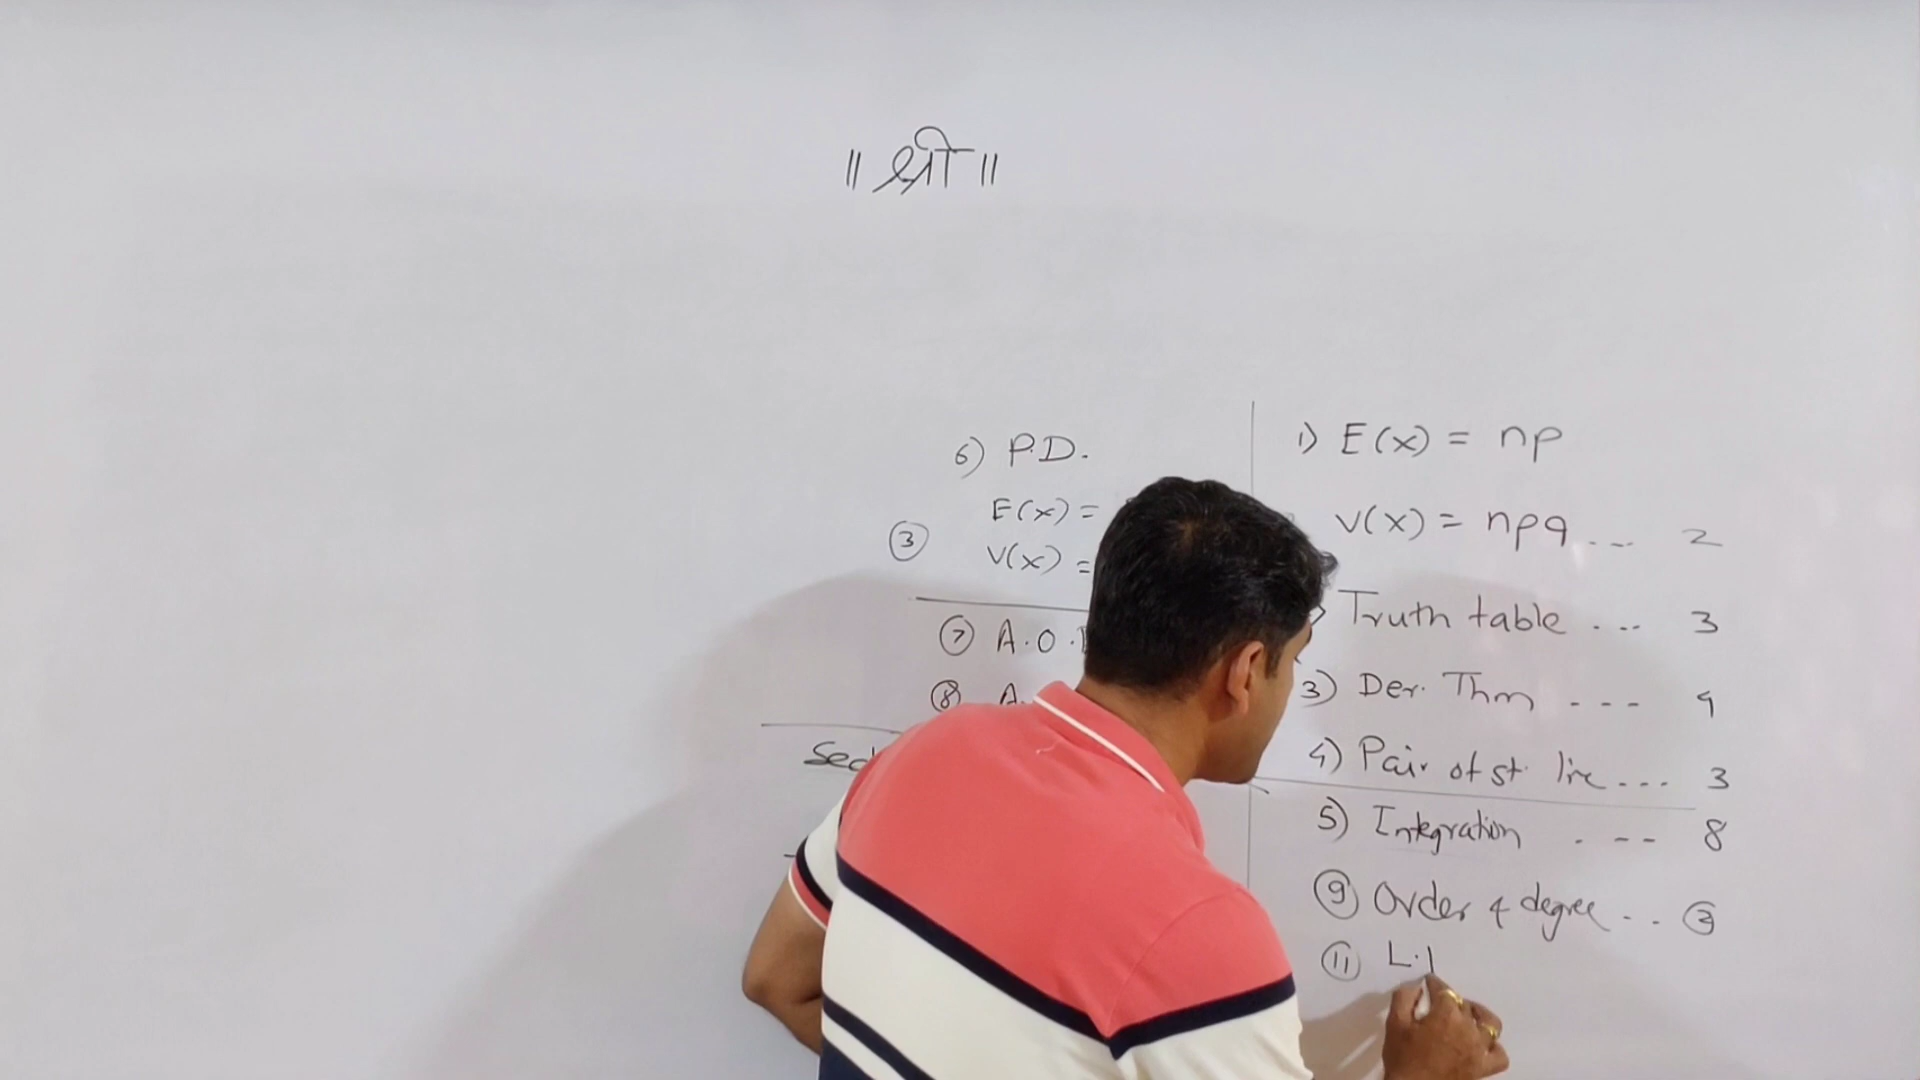 ॥ श्री ॥
6) P.D.
E(x) =
③
V(x) =
⑦ A.O.
⑧ A.
Sec
1) E(x) = np
V(x) = npq ... 2
Truth table ... 3
3) Der. Thm --- 4
4) Pair of st. line ... 3
5) Integration . --- 8
⑨ Order & degree ... ③
⑪ L.I